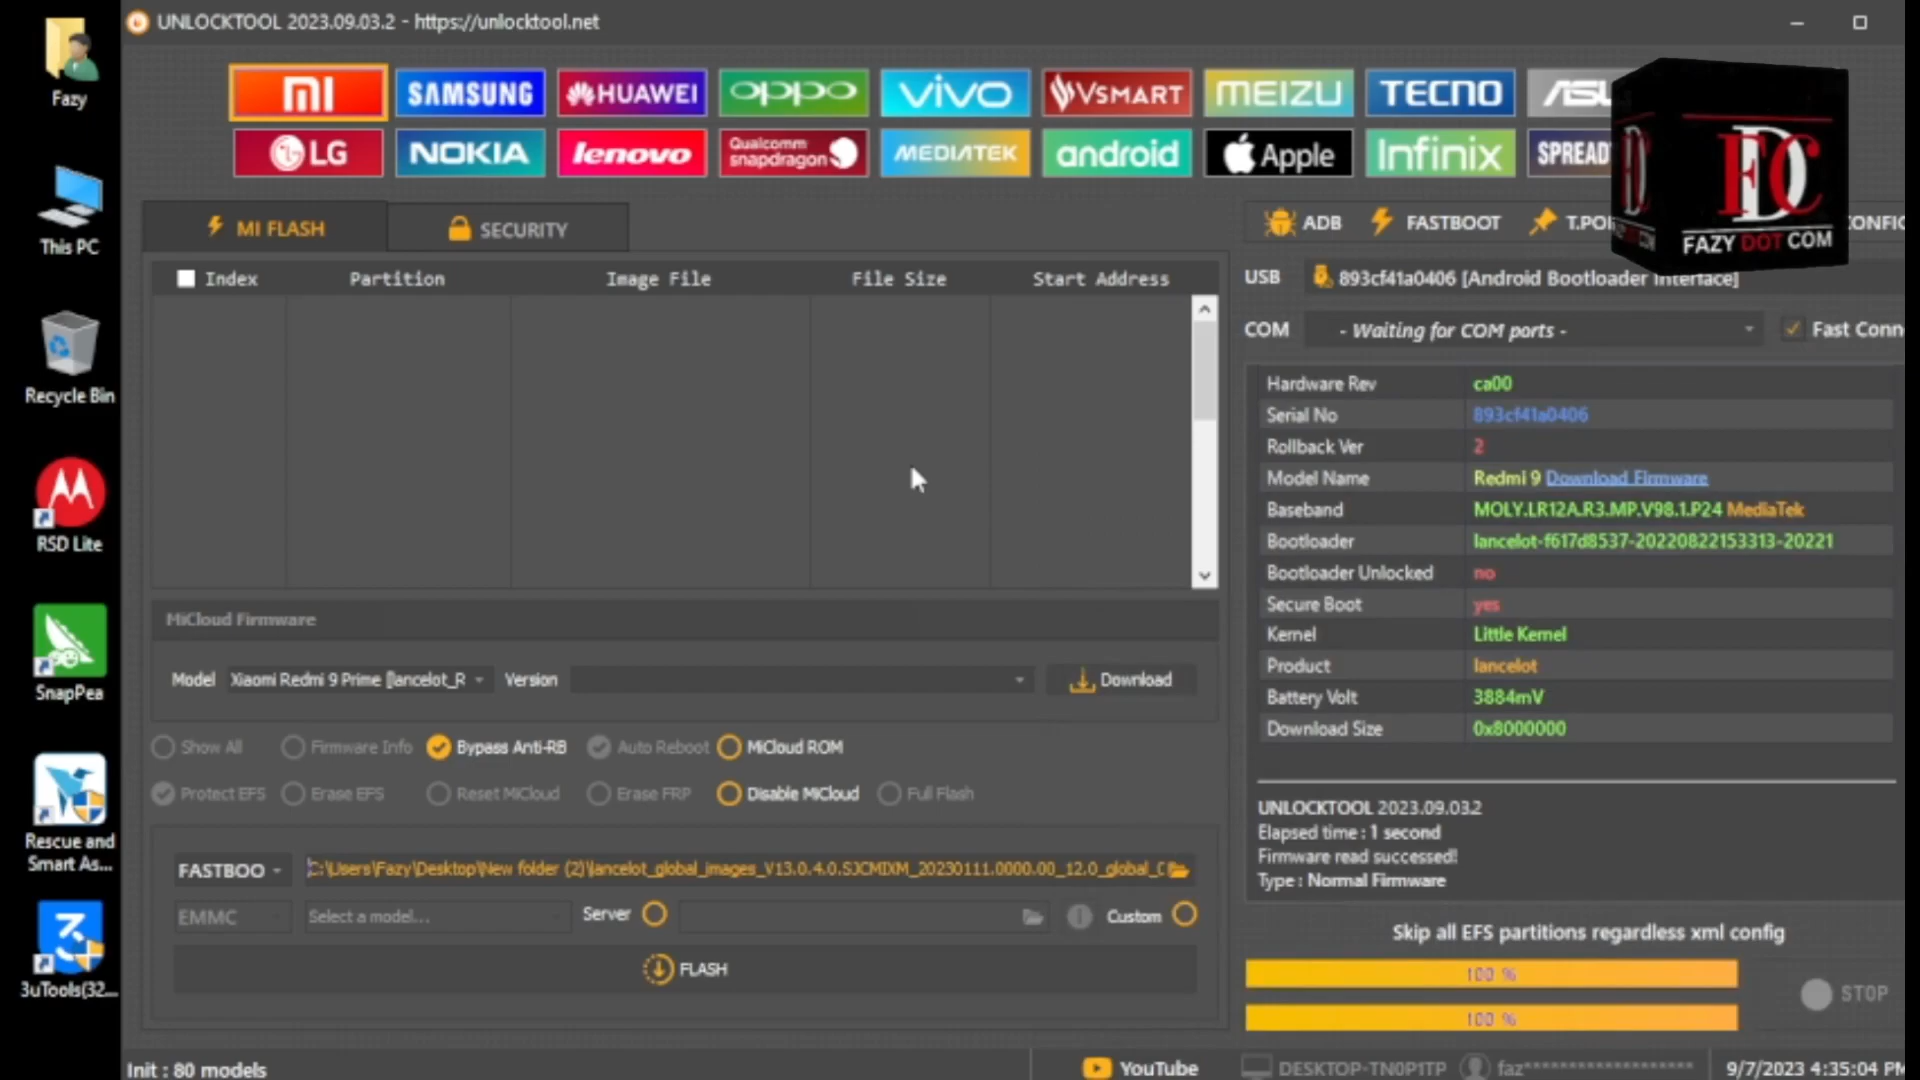 Fazy
This PC
Recycle Bin
RSD Lite
SnapPea
Rescue and
Smart As...
3uTools(32...
UNLOCKTOOL 2023.09.03.2 - https://unlocktool.net
MI SAMSUNG HUAWEI oppo vivo VSMART MEIZU TECNO
LG NOKIA lenovo Qualcomm snapdragon MEDIATEK android Apple Infinix SPREAD
FDC
FAZY DOT COM
MI FLASH SECURITY
ADB FASTBOOT
Index Partition Image File File Size Start Address
USB 893cf41a0406 [Android Bootloader Interface]
COM - Waiting for COM ports - Fast Conn
Hardware Rev ca00
Serial No 893cf41a0406
Rollback Ver 2
Model Name Redmi 9 Download Firmware
Baseband MOLY.LR12A.R3.MP.V98.1.P24 MediaTek
Bootloader lancelot-f617d8537-20220822153313-20221
Bootloader Unlocked no
Secure Boot yes
Kernel Little Kernel
Product lancelot
Battery Volt 3884mV
Download Size 0x8000000
MiCloud Firmware
Model Xiaomi Redmi 9 Prime [lancelot_R Version Download
Show All Firmware Info Bypass Anti-RB Auto Reboot MiCloud ROM
Protect EFS Erase EFS Reset MiCloud Erase FRP Disable MiCloud Full Flash
FASTBOO C:\Users\Fazy\Desktop\New folder (2)\lancelot_global_images_V13.0.4.0.SJCMIXM_20230111.0000.00_12.0_global_
EMMC Select a model... Server Custom
FLASH
UNLOCKTOOL 2023.09.03.2
Elapsed time : 1 second
Firmware read successed!
Type : Normal Firmware
Skip all EFS partitions regardless xml config
100 %
100 %
STOP
Init : 80 models
YouTube
DESKTOP-TN0P1TP
faz******************
9/7/2023 4:35:04 PM